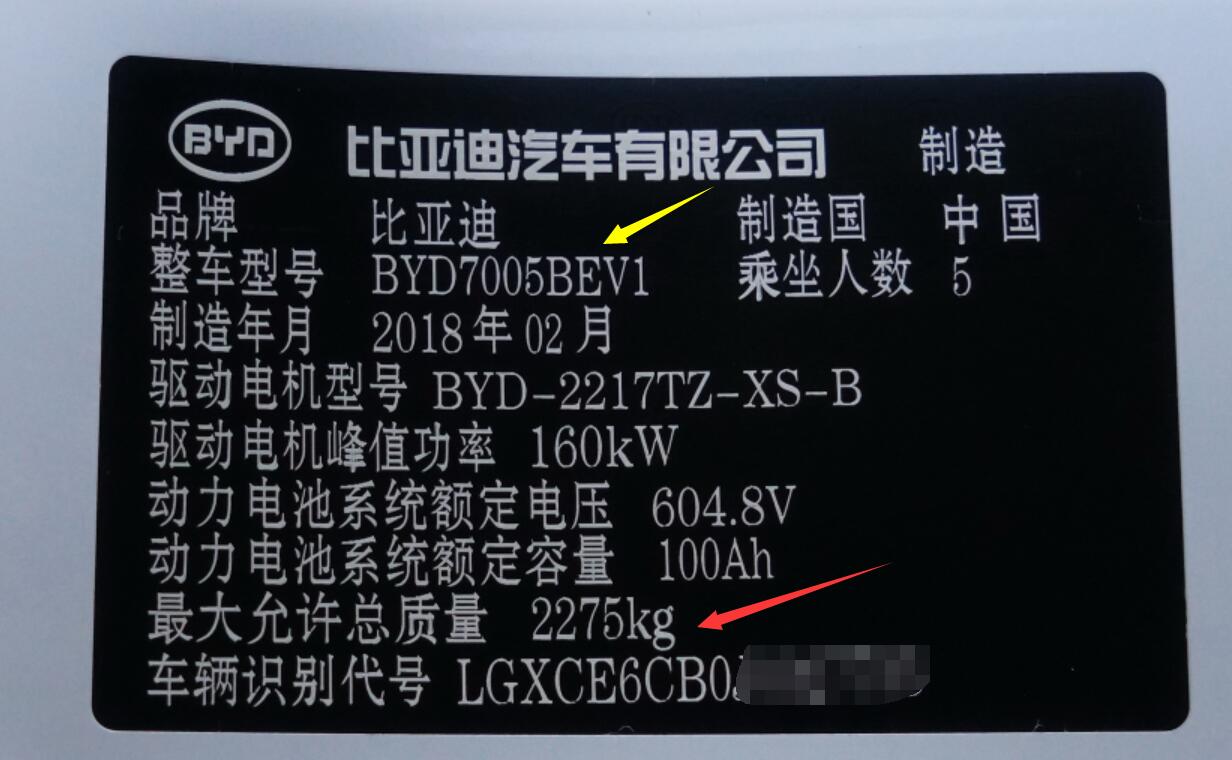 BYD 比亚迪汽车有限公司 制造
品牌 比亚迪 制造国 中国
整车型号 BYD7005BEV1 乘坐人数 5
制造年月 2018年02月
驱动电机型号 BYD-2217TZ-XS-B
驱动电机峰值功率 160kW
动力电池系统额定电压 604.8V
动力电池系统额定容量 100Ah
最大允许总质量 2275kg
车辆识别代号 LGXCE6CB0